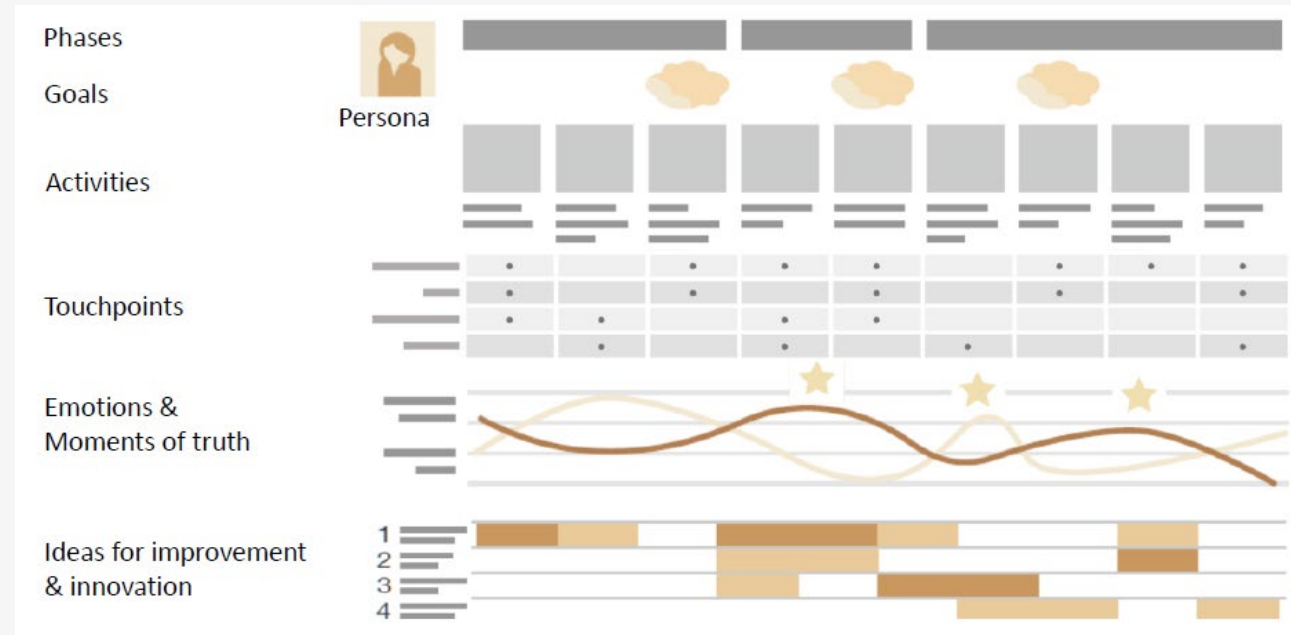 Phases
Goals
Persona
Activities
Touchpoints
Emotions &
Moments of truth
Ideas for improvement
& innovation
1
2
3
4